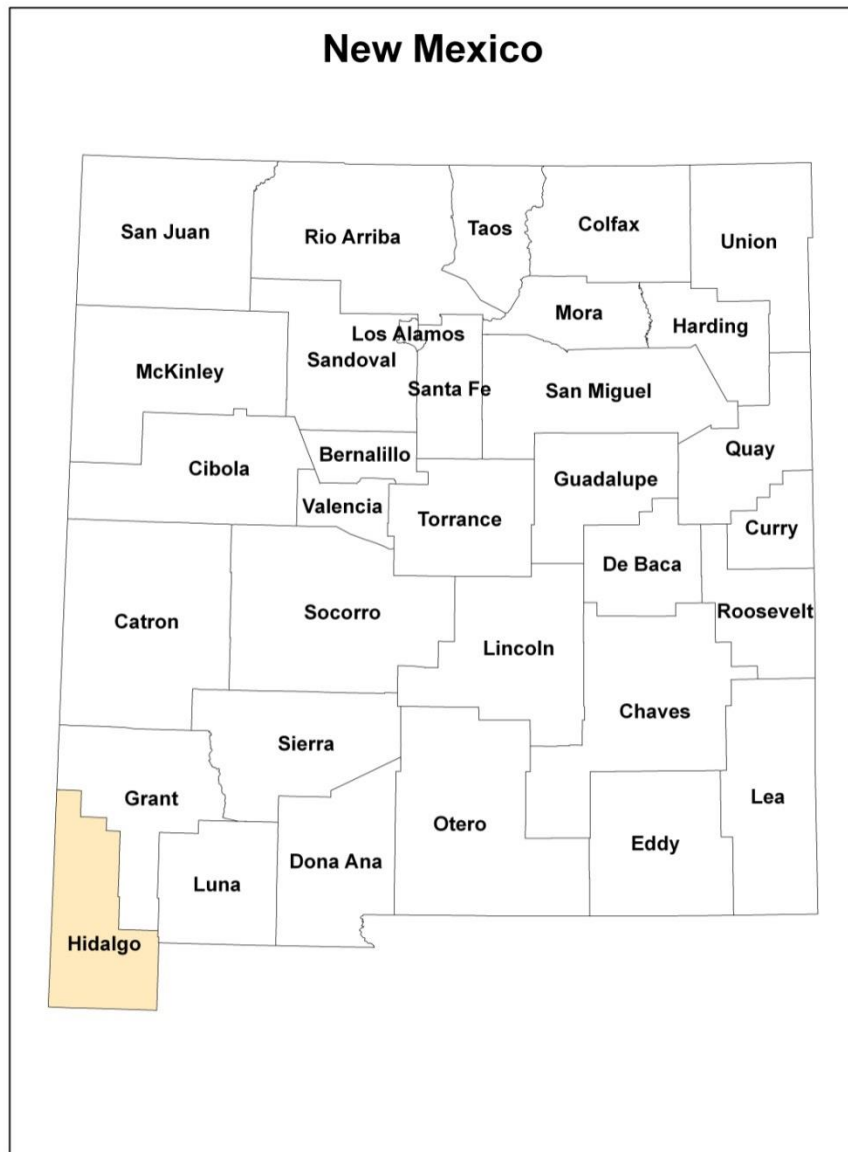 New Mexico
San Juan
Rio Arriba
Taos
Colfax
Union
Mora
Harding
Los Alamos
Sandoval
McKinley
Santa Fe
San Miguel
Bernalillo
Quay
Cibola
Guadalupe
Valencia
Torrance
Curry
De Baca
Roosevelt
Catron
Socorro
Lincoln
Chaves
Sierra
Grant
Lea
Otero
Eddy
Dona Ana
Luna
Hidalgo